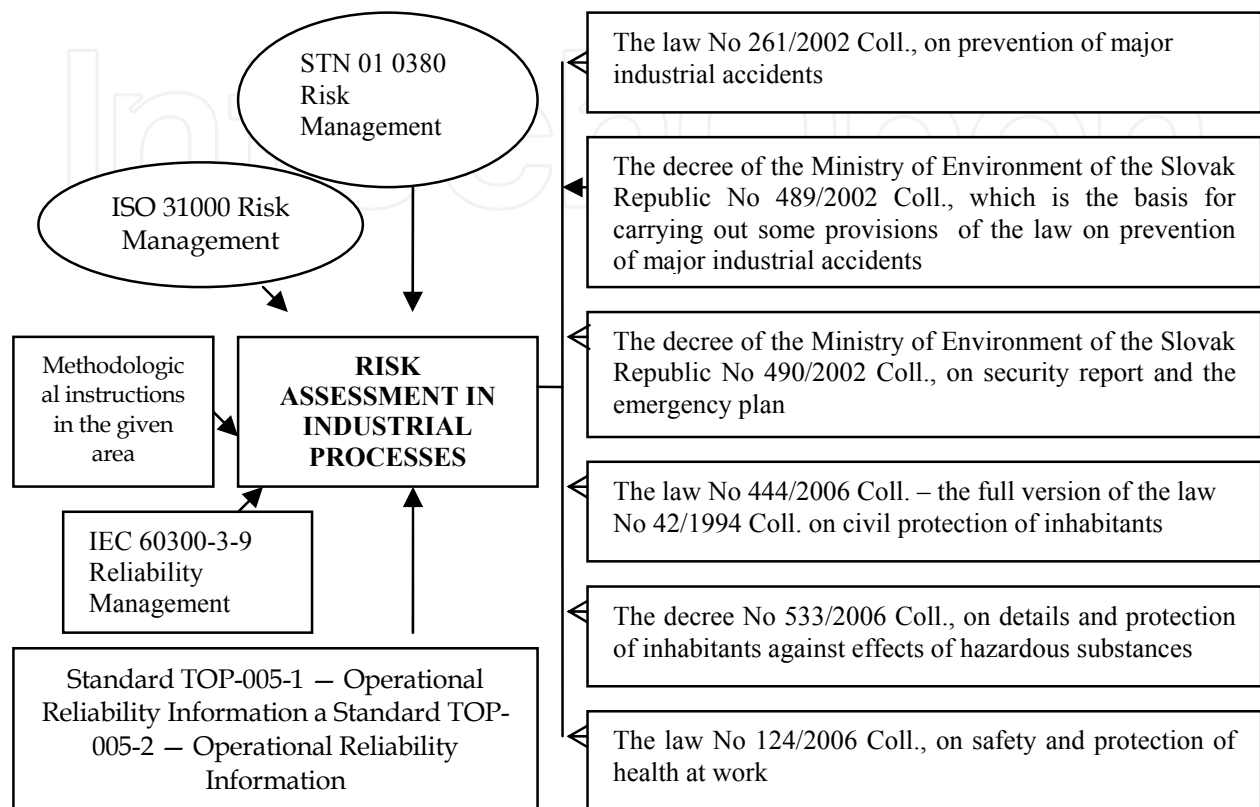 STN 01 0380
Risk
Management
ISO 31000 Risk
Management
Methodologic
al instructions
in the given
area
RISK
ASSESSMENT IN
INDUSTRIAL
PROCESSES
IEC 60300-3-9
Reliability
Management
Standard TOP-005-1 — Operational
Reliability Information a Standard TOP-
005-2 — Operational Reliability
Information
The law No 261/2002 Coll., on prevention of major
industrial accidents
The decree of the Ministry of Environment of the Slovak
Republic No 489/2002 Coll., which is the basis for
carrying out some provisions of the law on prevention
of major industrial accidents
The decree of the Ministry of Environment of the Slovak
Republic No 490/2002 Coll., on security report and the
emergency plan
The law No 444/2006 Coll. – the full version of the law
No 42/1994 Coll. on civil protection of inhabitants
The decree No 533/2006 Coll., on details and protection
of inhabitants against effects of hazardous substances
The law No 124/2006 Coll., on safety and protection of
health at work